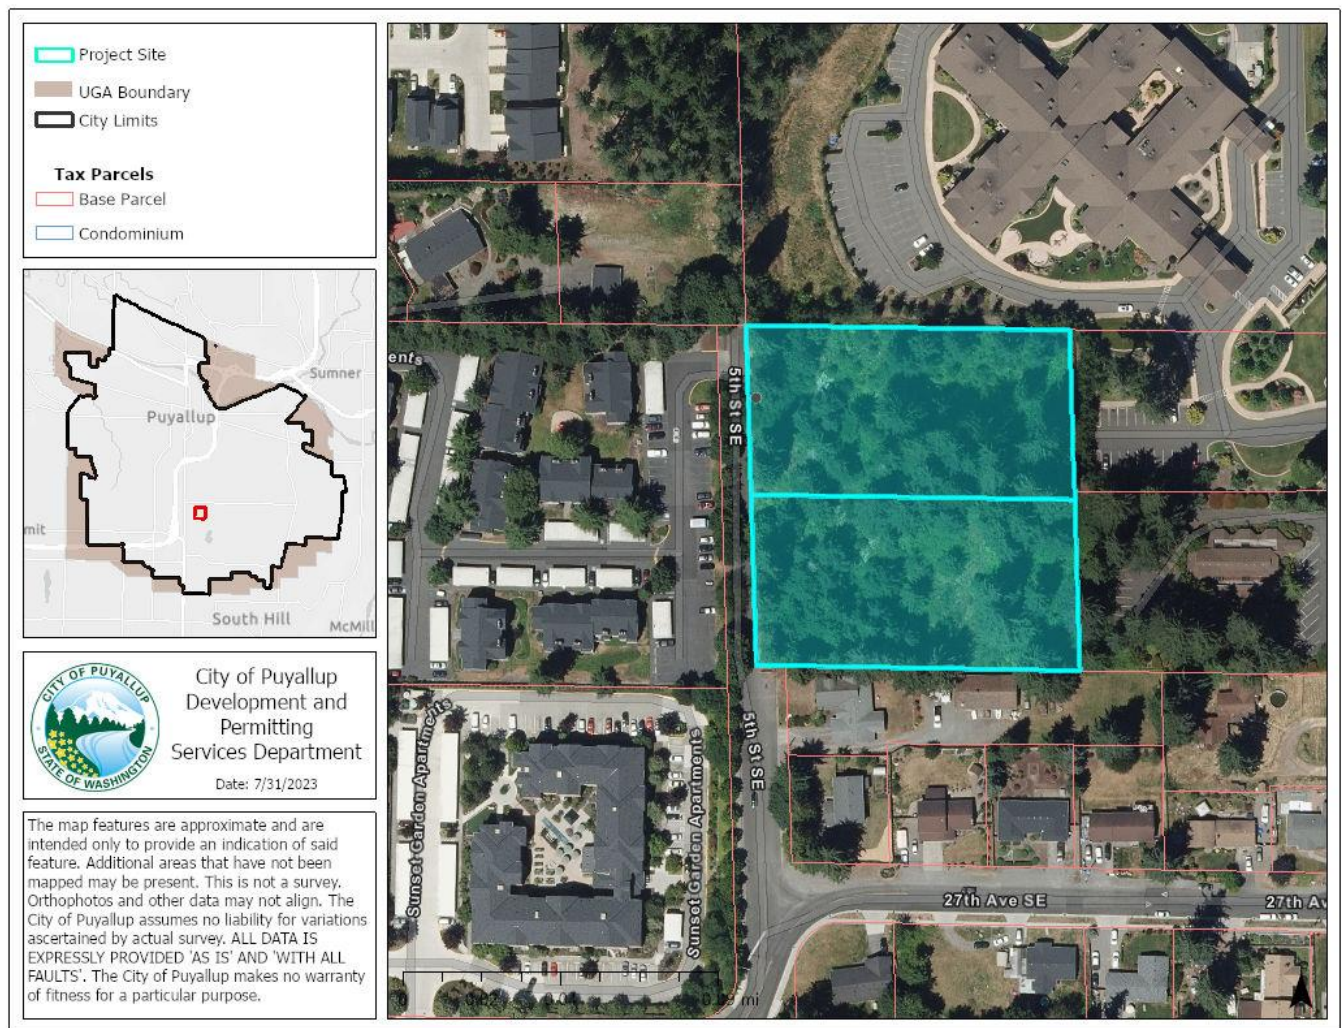 Project Site
UGA Boundary
City Limits
Tax Parcels
Base Parcel
Condominium
Puyallup
Sumner
mit
South Hill
McMill
CITY OF PUYALLUP
STATE OF WASHINGTON
City of Puyallup
Development and
Permitting
Services Department
Date: 7/31/2023
The map features are approximate and are
intended only to provide an indication of said
feature. Additional areas that have not been
mapped may be present. This is not a survey.
Orthophotos and other data may not align. The
City of Puyallup assumes no liability for variations
ascertained by actual survey. ALL DATA IS
EXPRESSLY PROVIDED 'AS IS' AND 'WITH ALL
FAULTS'. The City of Puyallup makes no warranty
of fitness for a particular purpose.
ents
5th St SE
5th St SE
Sunset Gardon Apartments
Sunset Garden Apartments
27th Ave SE
27th Av
mi